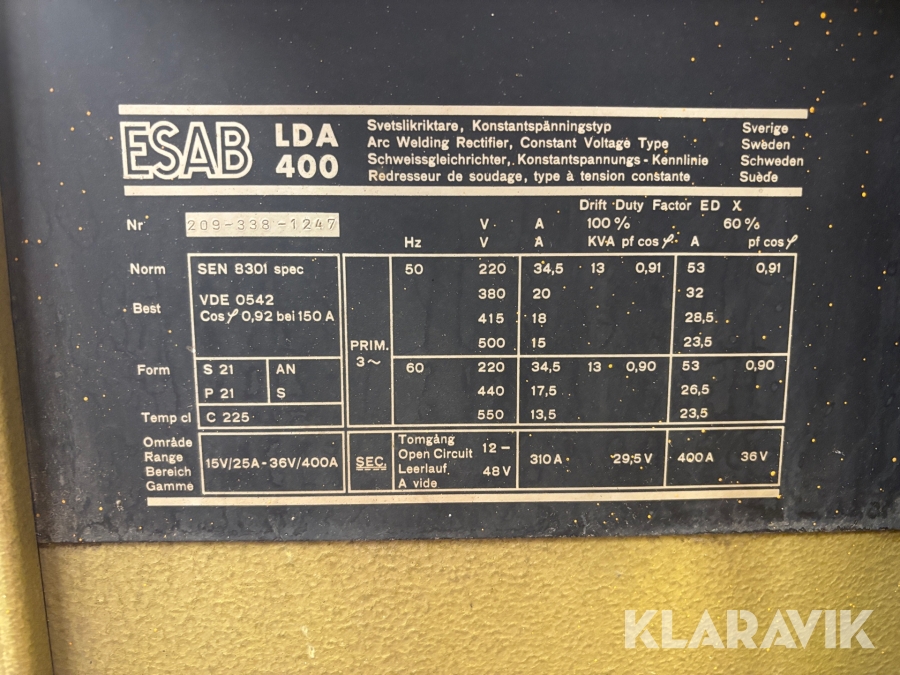 ESAB LDA 400
Svetslikriktare, Konstantspänningstyp Sverige
Arc Welding Rectifier, Constant Voltage Type Sweden
Schweissgleichrichter, Konstantspannungs - Kennlinie Schweden
Redresseur de soudage, type à tension constante Suède
Drift Duty Factor ED X
Nr 209-338-1247 V A 100% 60%
Hz V A KVA pf cos φ A pf cos φ
Norm SEN 8301 spec 50 220 34,5 13 0,91 53 0,91
380 20 32
Best VDE 0542
Cos φ 0,92 bei 150 A 415 18 28,5
500 15 23,5
PRIM.
3~
Form S 21 AN 60 220 34,5 13 0,90 53 0,90
P 21 S 440 17,5 26,5
Temp cl C 225 550 13,5 23,5
Område
Range
Bereich
Gamme
15V/25A - 36V/400A SEC.
Tomgång
Open Circuit 12 -
Leerlauf 48 V
A vide
310 A 29,5 V 400 A 36 V
KLARAVIK